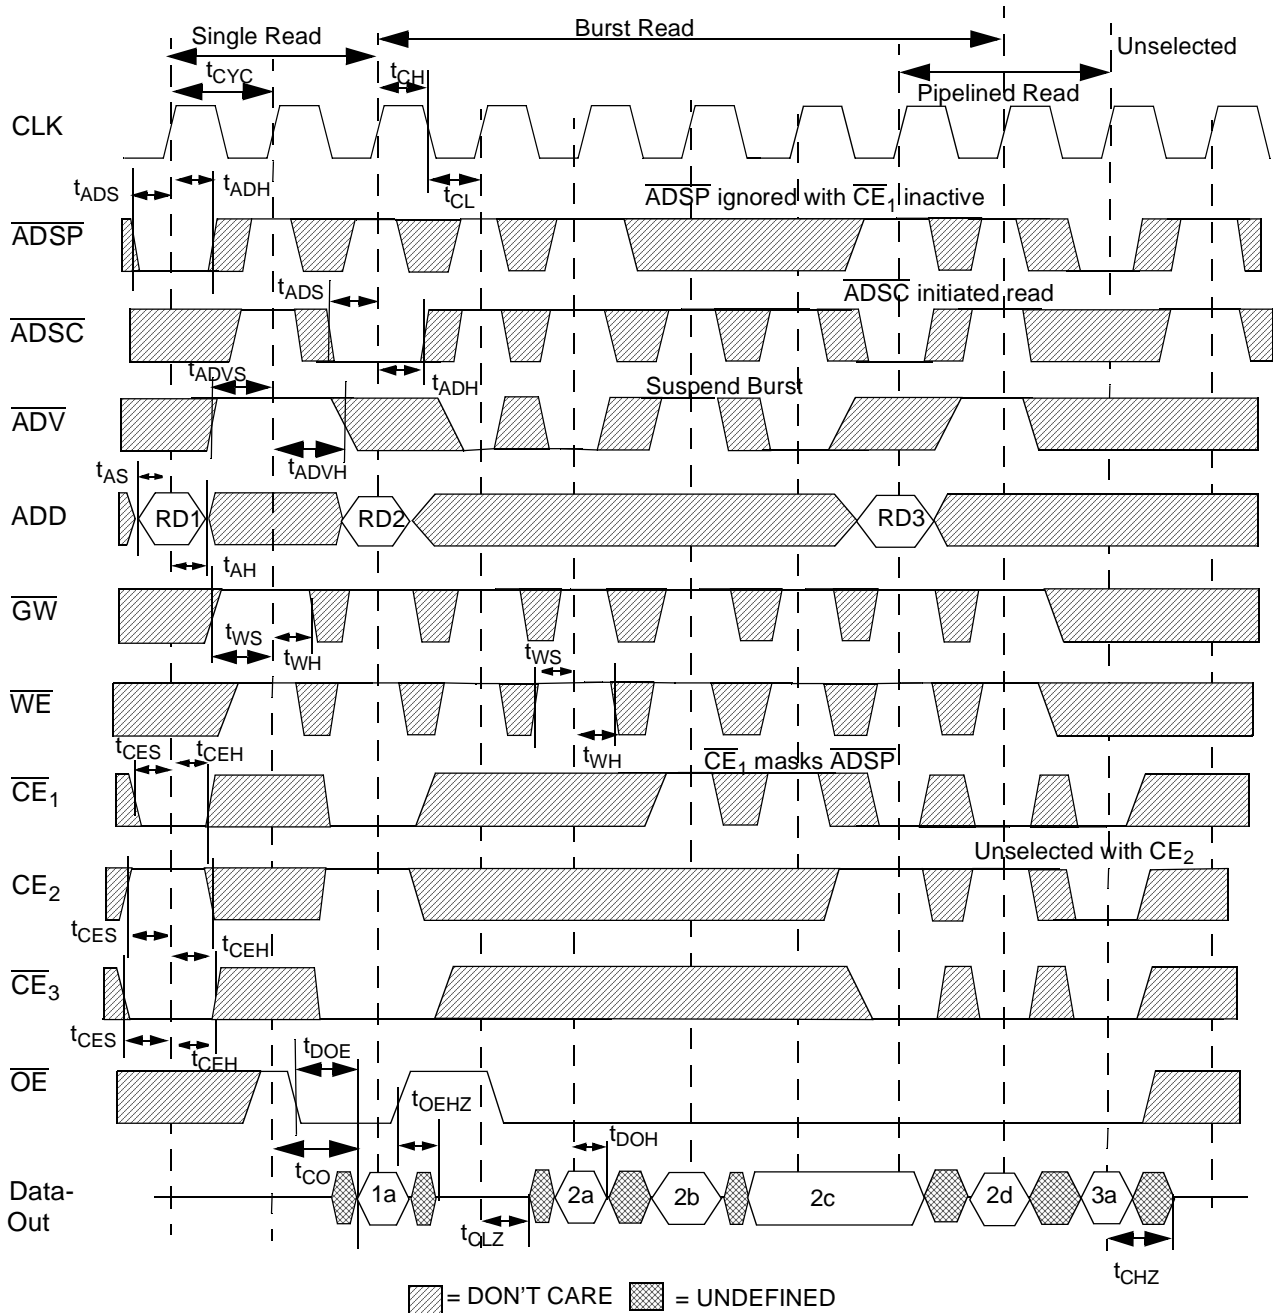 Single Read
Burst Read
Unselected
tCYC
tCH
Pipelined Read
CLK
tADS
tADH
tCL
ADSP ignored with CE1 inactive
ADSP
tADS
ADSC initiated read
ADSC
tADVS
tADH
Suspend Burst
ADV
tADVH
tAS
ADD
RD1
RD2
RD3
tAH
GW
tWS
tWH
tWS
WE
tCES
tCEH
tWH
CE1 masks ADSP
CE1
Unselected with CE2
CE2
tCES
tCEH
CE3
tCES
tCEH
tDOE
OE
tOEHZ
tCO
tDOH
Data-
Out
1a
2a
2b
2c
2d
3a
tCLZ
tCHZ
= DON'T CARE
= UNDEFINED